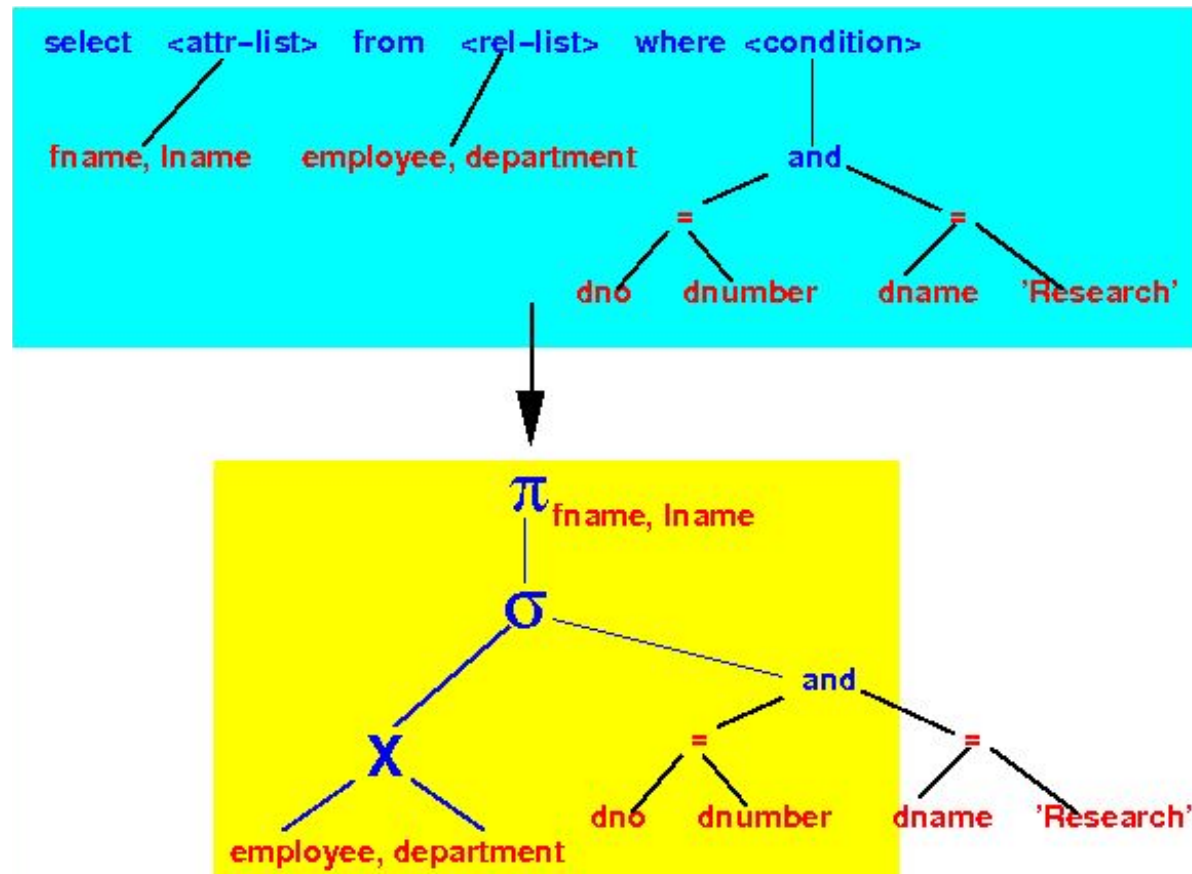 select <attr-list> from <rel-list> where <condition>
fname, lname employee, department and
= =
dno dnumber dname 'Research'
π fname, lname
σ
and
X = =
dno dnumber dname 'Research'
employee, department